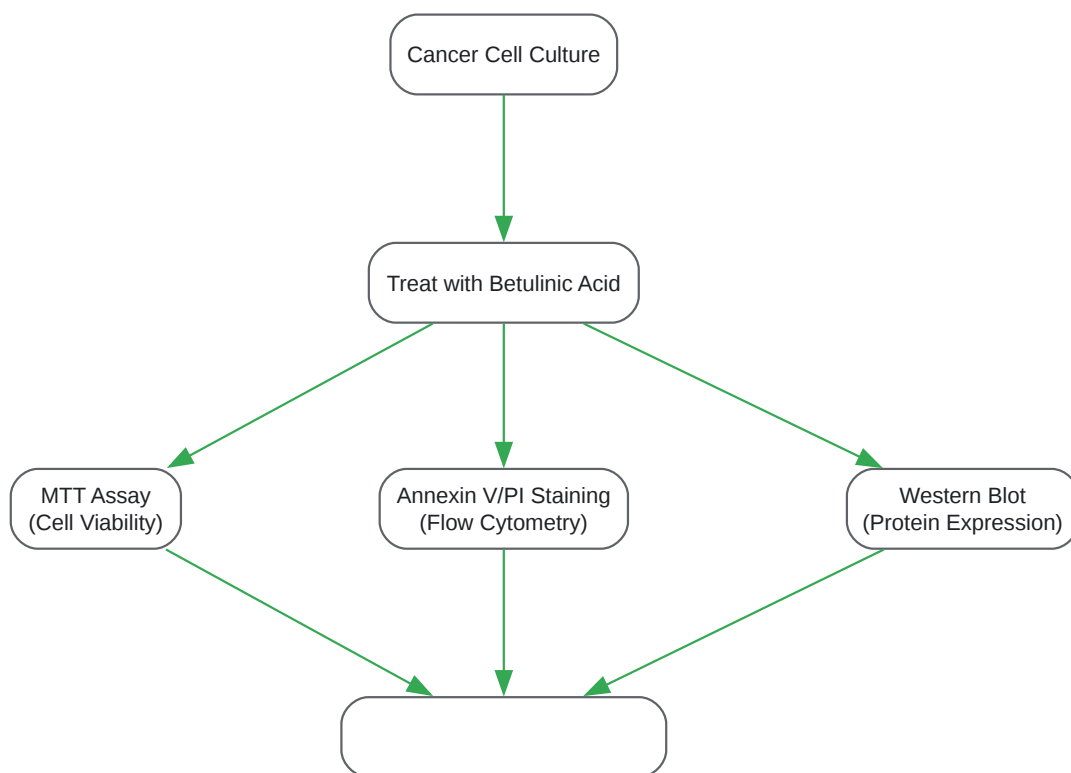 Cancer Cell Culture
Treat with Betulinic Acid
MTT Assay
(Cell Viability)
Annexin V/PI Staining
(Flow Cytometry)
Western Blot
(Protein Expression)